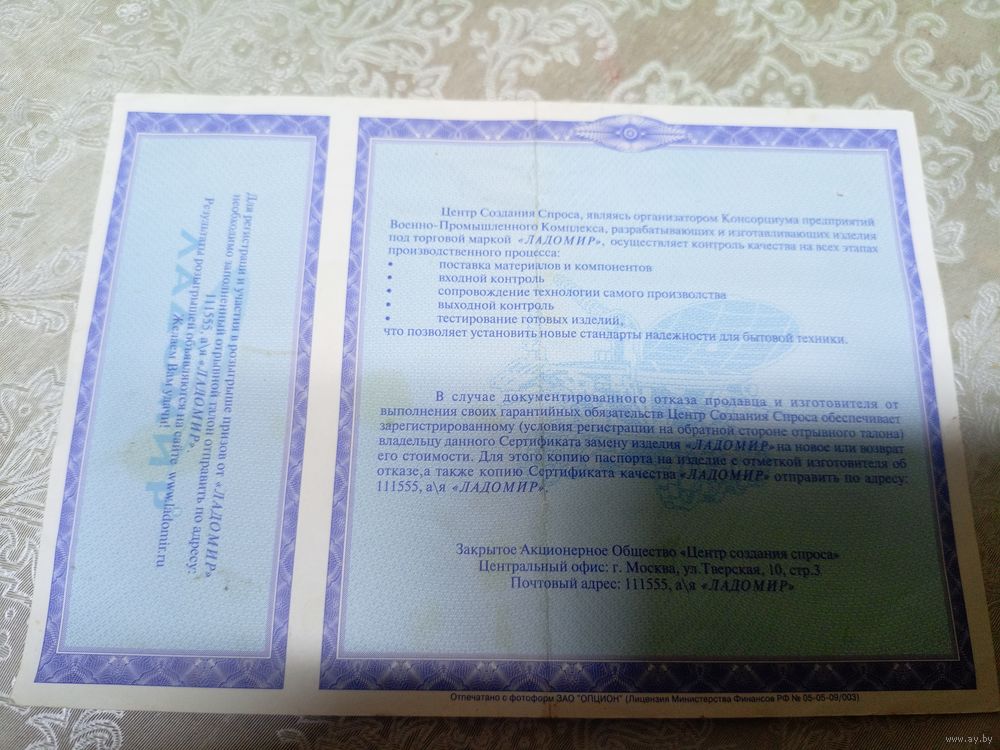 Для регистрации и участия в розыгрыше призов от «ЛАДОМИР»
необходимо заполненный отрывной талон отправить по адресу:
111555, а\я «ЛАДОМИР».
Результаты розыгрышей объявляются на сайте www.ladomir.ru
Желаем Вам удачи!
Центр Создания Спроса, являясь организатором Консорциума предприятий
Военно-Промышленного Комплекса, разрабатывающих и изготавливающих изделия
под торговой маркой «ЛАДОМИР», осуществляет контроль качества на всех этапах
производственного процесса:
• поставка материалов и компонентов
• входной контроль
• сопровождение технологии самого произволства
• выходной контроль
• тестирование готовых изделий,
что позволяет установить новые стандарты надежности для бытовой техники.
В случае документированного отказа продавца и изготовителя от
выполнения своих гарантийных обязательств Центр Создания Спроса обеспечивает
зарегистрированному (условия регистрации на обратной стороне отрывного талона)
владельцу данного Сертификата замену изделия «ЛАДОМИР» на новое или возврат
его стоимости. Для этого копию паспорта на изделие с отметкой изготовителя об
отказе,а также копию Сертификата качества «ЛАДОМИР» отправить по адресу:
111555, а\я «ЛАДОМИР».
Закрытое Акционерное Общество «Центр создания спроса»
Центральный офис: г. Москва, ул.Тверская, 10, стр.3
Почтовый адрес: 111555, а\я «ЛАДОМИР»
Отпечатано с фотоформ ЗАО "ОПЦИОН" (Лицензия Министерства Финансов РФ № 05-05-09/003)
www.ay.by